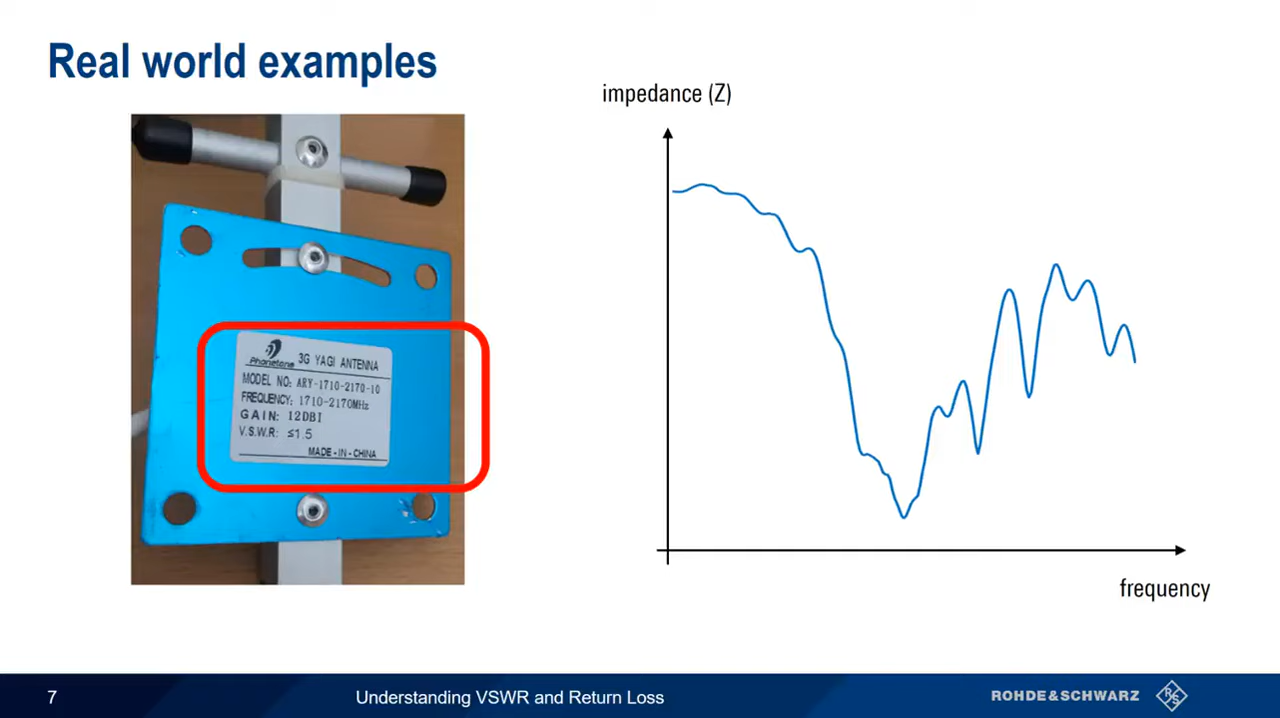 Real world examples
impedance (Z)
Phonetone 3G YAGI ANTENNA
MODEL NO: ARY-1710-2170-10
FREQUENCY: 1710-2170MHz
GAIN: 12DBI
V.S.W.R: ≤1.5
MADE-IN-CHINA
frequency
7
Understanding VSWR and Return Loss
ROHDE&SCHWARZ
R&S